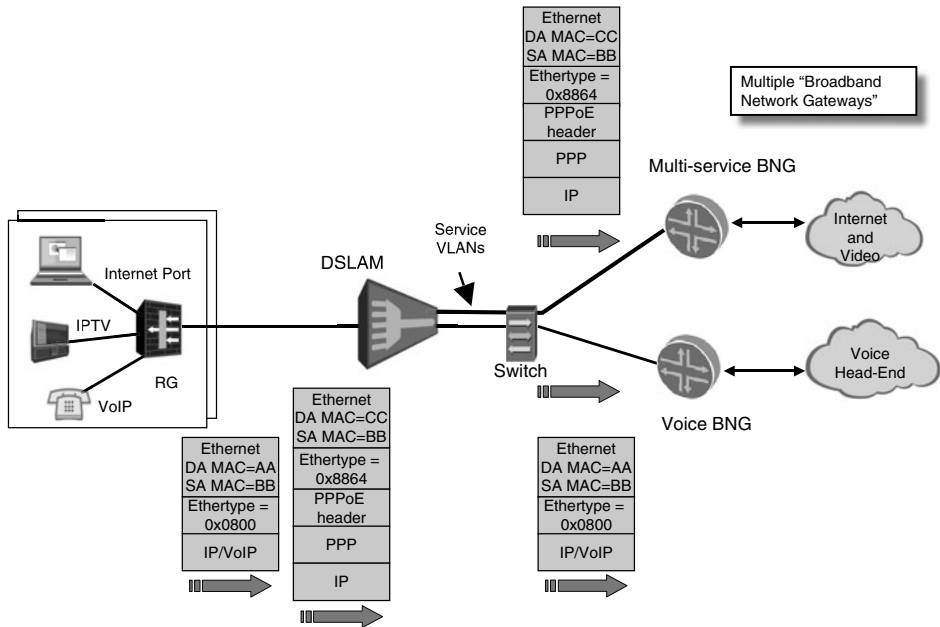 Ethernet
DA MAC=CC
SA MAC=BB
Ethertype =
0x8864
PPPoE
header
PPP
IP
Multiple “Broadband
Network Gateways”
Multi-service BNG
Internet
and
Video
Service
VLANs
DSLAM
Internet Port
IPTV
RG
VoIP
Switch
Voice
Head-End
Voice BNG
Ethernet
DA MAC=AA
SA MAC=BB
Ethertype =
0x0800
IP/VoIP
Ethernet
DA MAC=CC
SA MAC=BB
Ethertype =
0x8864
PPPoE
header
PPP
IP
Ethernet
DA MAC=AA
SA MAC=BB
Ethertype =
0x0800
IP/VoIP